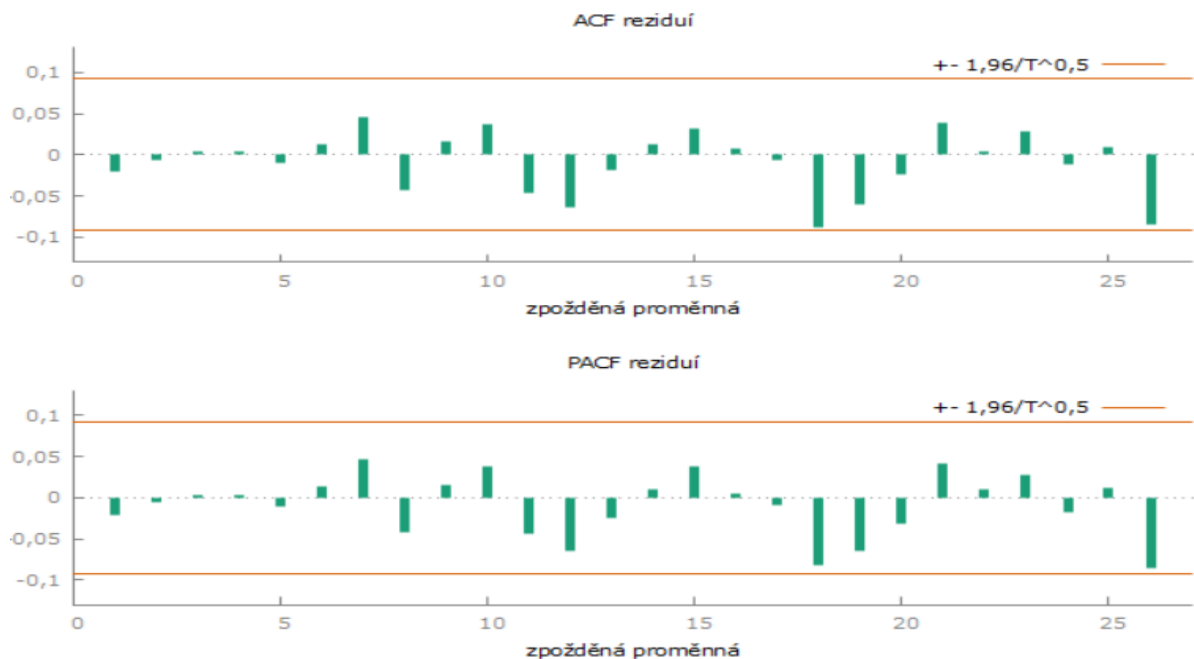 ACF reziduí
+- 1,96/T^0,5
0,1
0,05
0
-0,05
-0,1
0 5 10 15 20 25
zpožděná proměnná
PACF reziduí
+- 1,96/T^0,5
0,1
0,05
0
-0,05
-0,1
0 5 10 15 20 25
zpožděná proměnná